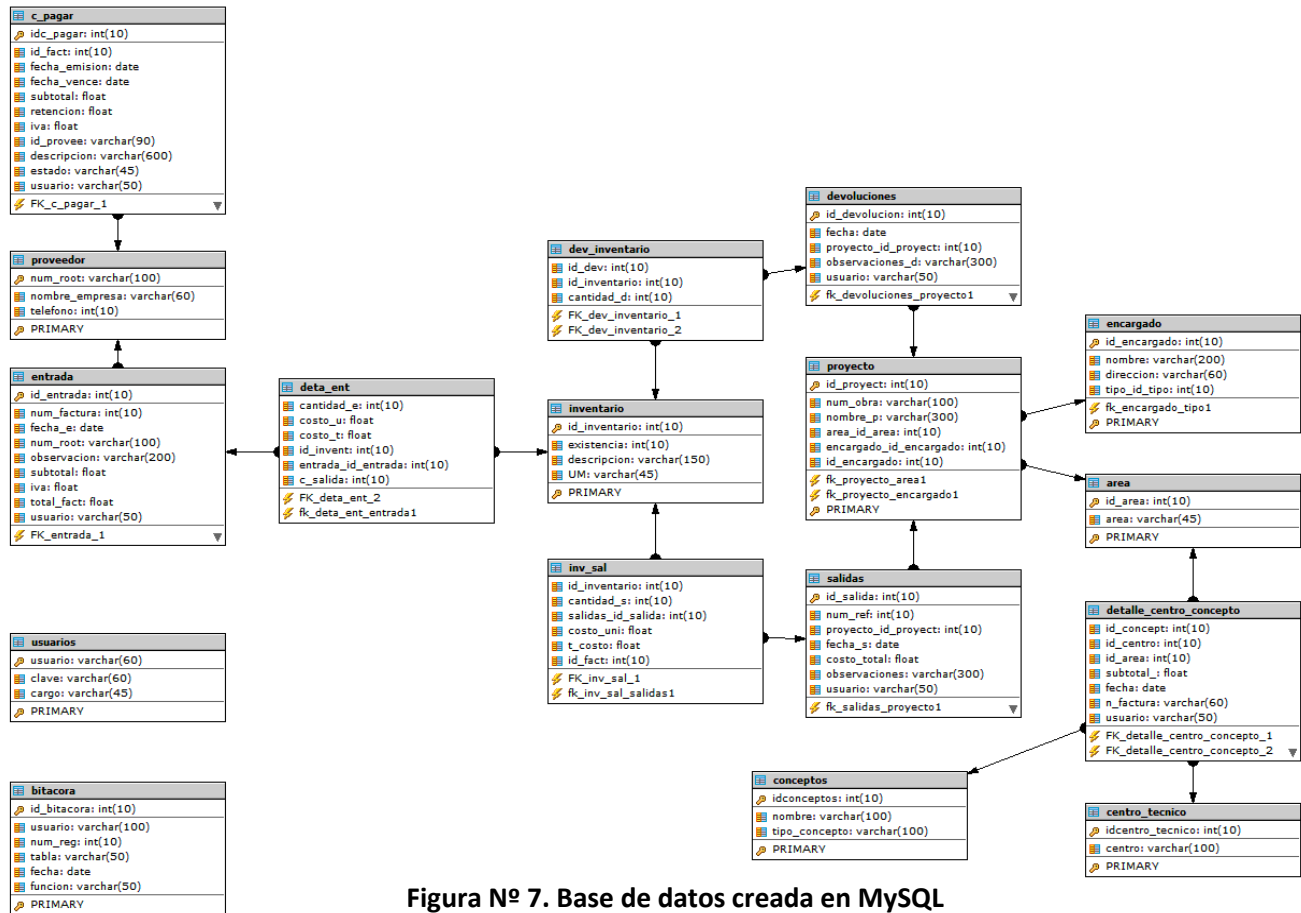 c_pagar
idc_pagar: int(10)
id_fact: int(10)
fecha_emision: date
fecha_vence: date
subtotal: float
retencion: float
iva: float
id_provee: varchar(90)
descripcion: varchar(600)
estado: varchar(45)
usuario: varchar(50)
FK_c_pagar_1
proveedor
num_root: varchar(100)
nombre_empresa: varchar(60)
telefono: int(10)
PRIMARY
entrada
id_entrada: int(10)
num_factura: int(10)
fecha_e: date
num_root: varchar(100)
observacion: varchar(200)
subtotal: float
iva: float
total_fact: float
usuario: varchar(50)
FK_entrada_1
usuarios
usuario: varchar(60)
clave: varchar(60)
cargo: varchar(45)
PRIMARY
bitacora
id_bitacora: int(10)
usuario: varchar(100)
num_reg: int(10)
tabla: varchar(50)
fecha: date
funcion: varchar(50)
PRIMARY
deta_ent
cantidad_e: int(10)
costo_u: float
costo_t: float
id_invent: int(10)
entrada_id_entrada: int(10)
c_salida: int(10)
FK_deta_ent_2
fk_deta_ent_entrada1
dev_inventario
id_dev: int(10)
id_inventario: int(10)
cantidad_d: int(10)
FK_dev_inventario_1
FK_dev_inventario_2
inventario
id_inventario: int(10)
existencia: int(10)
descripcion: varchar(150)
UM: varchar(45)
PRIMARY
inv_sal
id_inventario: int(10)
cantidad_s: int(10)
salidas_id_salida: int(10)
costo_uni: float
t_costo: float
id_fact: int(10)
FK_inv_sal_1
fk_inv_sal_salidas1
devoluciones
id_devolucion: int(10)
fecha: date
proyecto_id_proyect: int(10)
observaciones_d: varchar(300)
usuario: varchar(50)
fk_devoluciones_proyecto1
proyecto
id_proyect: int(10)
num_obra: varchar(100)
nombre_p: varchar(300)
area_id_area: int(10)
encargado_id_encargado: int(10)
id_encargado: int(10)
fk_proyecto_area1
fk_proyecto_encargado1
PRIMARY
salidas
id_salida: int(10)
num_ref: int(10)
proyecto_id_proyect: int(10)
fecha_s: date
costo_total: float
observaciones: varchar(300)
usuario: varchar(50)
fk_salidas_proyecto1
conceptos
idconceptos: int(10)
nombre: varchar(100)
tipo_concepto: varchar(100)
PRIMARY
encargado
id_encargado: int(10)
nombre: varchar(200)
direccion: varchar(60)
tipo_id_tipo: int(10)
fk_encargado_tipo1
PRIMARY
area
id_area: int(10)
area: varchar(45)
PRIMARY
detalle_centro_concepto
id_concept: int(10)
id_centro: int(10)
id_area: int(10)
subtotal_: float
fecha: date
n_factura: varchar(60)
usuario: varchar(50)
FK_detalle_centro_concepto_1
FK_detalle_centro_concepto_2
centro_tecnico
idcentro_tecnico: int(10)
centro: varchar(100)
PRIMARY
Figura Nº 7. Base de datos creada en MySQL